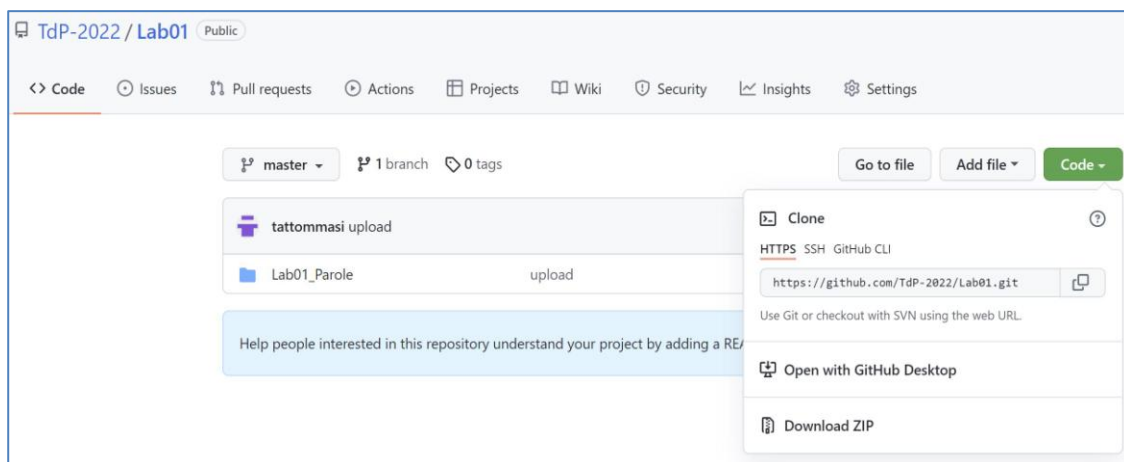 TdP-2022 / Lab01 Public
Code Issues Pull requests Actions Projects Wiki Security Insights Settings
master 1 branch 0 tags Go to file Add file Code
tattommasi upload
Lab01_Parole upload
Help people interested in this repository understand your project by adding a
Clone
HTTPS SSH GitHub CLI
https://github.com/TdP-2022/Lab01.git
Use Git or checkout with SVN using the web URL.
Open with GitHub Desktop
Download ZIP